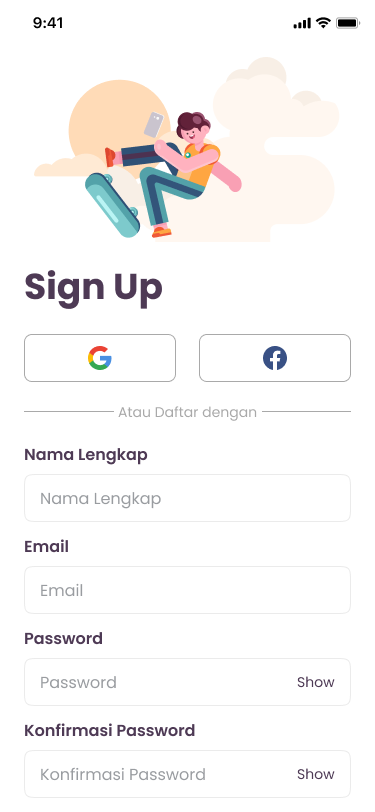 9:41
Sign Up
Atau Daftar dengan
Nama Lengkap
Nama Lengkap
Email
Email
Password
Password Show
Konfirmasi Password
Konfirmasi Password Show